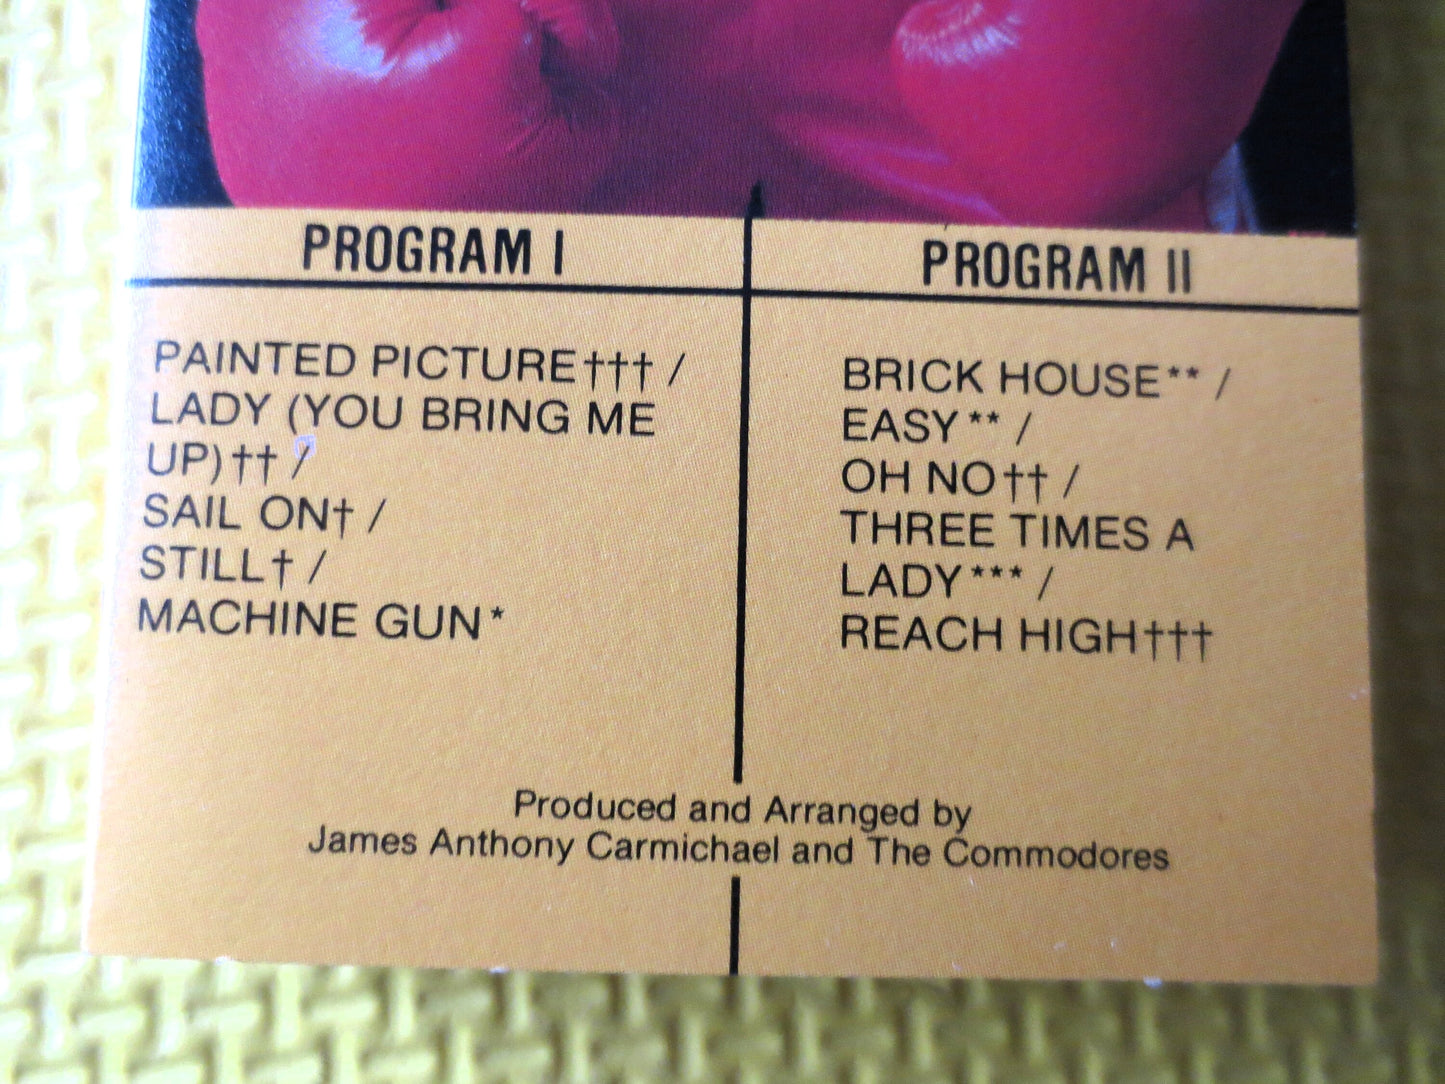 PROGRAM I
PAINTED PICTURE††† /
LADY (YOU BRING ME
UP)†† /
SAIL ON† /
STILL† /
MACHINE GUN*
PROGRAM II
BRICK HOUSE** /
EASY** /
OH NO†† /
THREE TIMES A
LADY*** /
REACH HIGH†††
Produced and Arranged by
James Anthony Carmichael and The Commodores